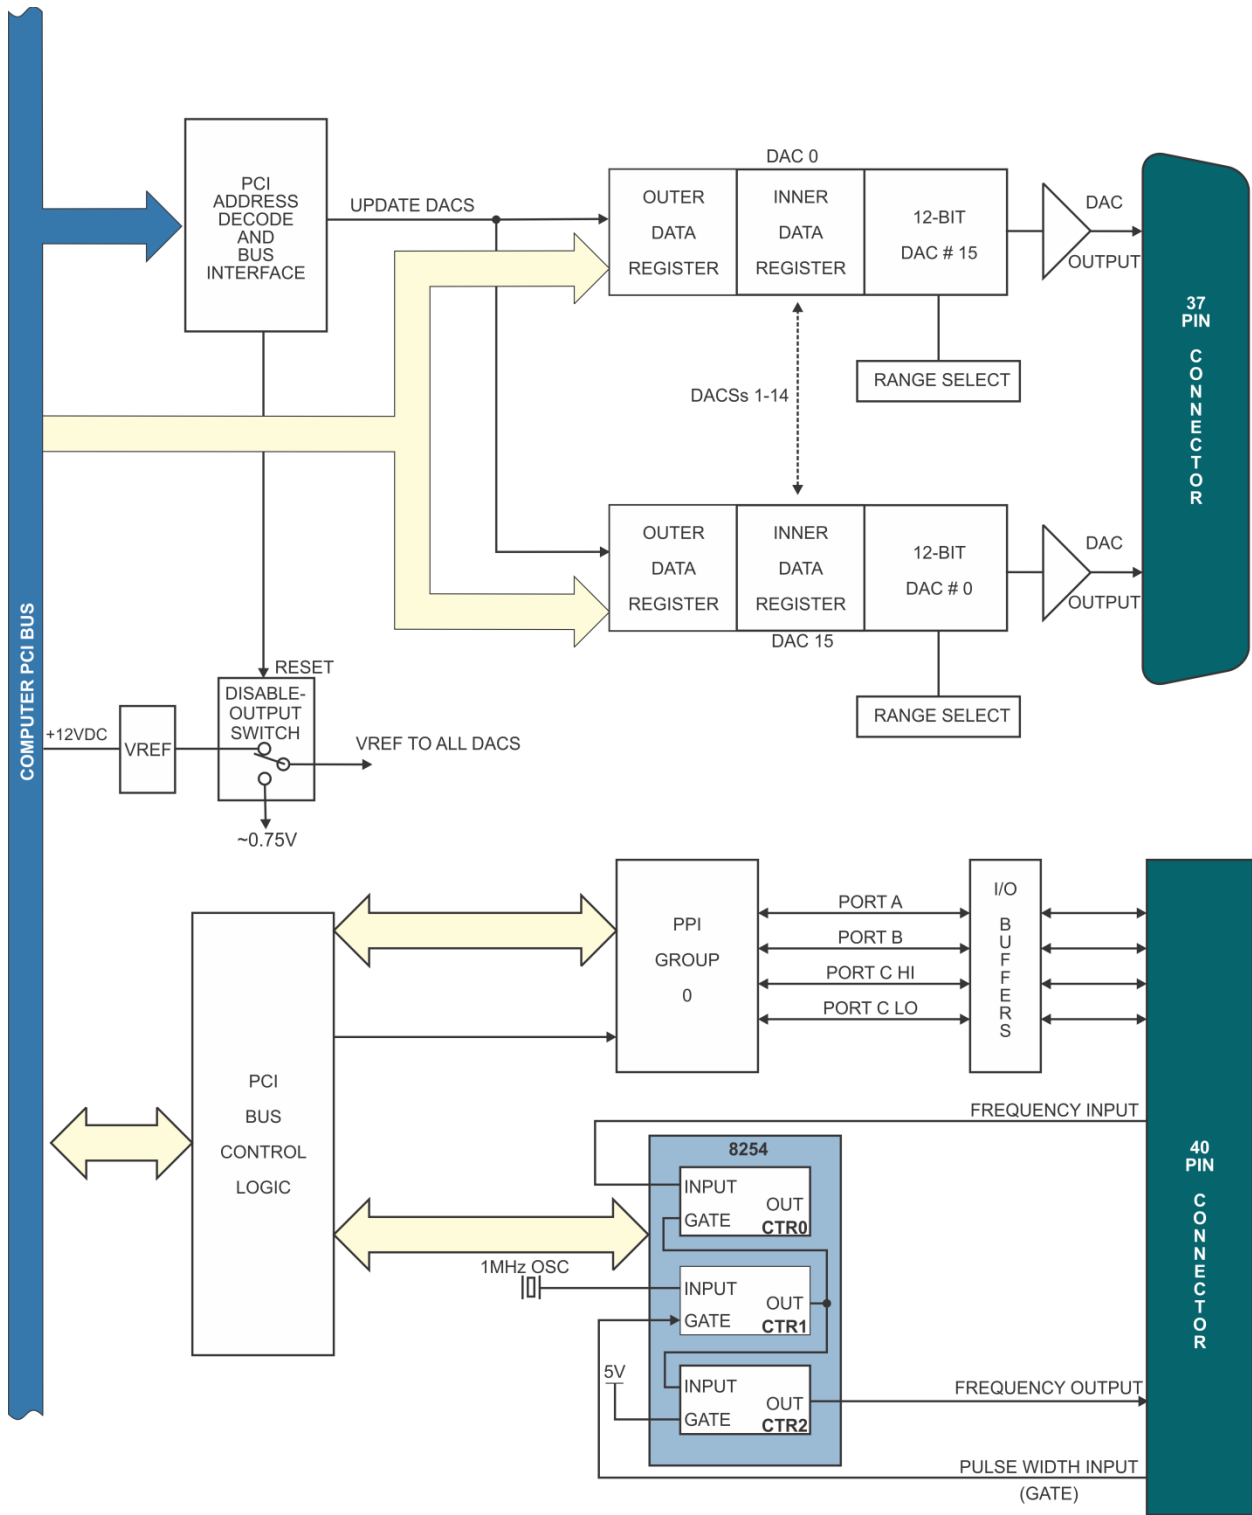 COMPUTER PCI BUS
PCI
ADDRESS
DECODE
AND
BUS
INTERFACE
UPDATE DACS
DAC 0
OUTER
DATA
REGISTER
INNER
DATA
REGISTER
12-BIT
DAC # 15
DAC
OUTPUT
RANGE SELECT
DACSs 1-14
37
PIN
CONNECTOR
OUTER
DATA
REGISTER
INNER
DATA
REGISTER
12-BIT
DAC # 0
DAC
OUTPUT
DAC 15
RANGE SELECT
RESET
DISABLE-
OUTPUT
SWITCH
+12VDC
VREF
VREF TO ALL DACS
~0.75V
PCI
BUS
CONTROL
LOGIC
PPI
GROUP
0
PORT A
PORT B
PORT C HI
PORT C LO
I/O
BUFFERS
40
PIN
CONNECTOR
FREQUENCY INPUT
8254
INPUT
GATE
OUT
CTR0
1MHz OSC
INPUT
GATE
OUT
CTR1
5V
INPUT
GATE
OUT
CTR2
FREQUENCY OUTPUT
PULSE WIDTH INPUT
(GATE)